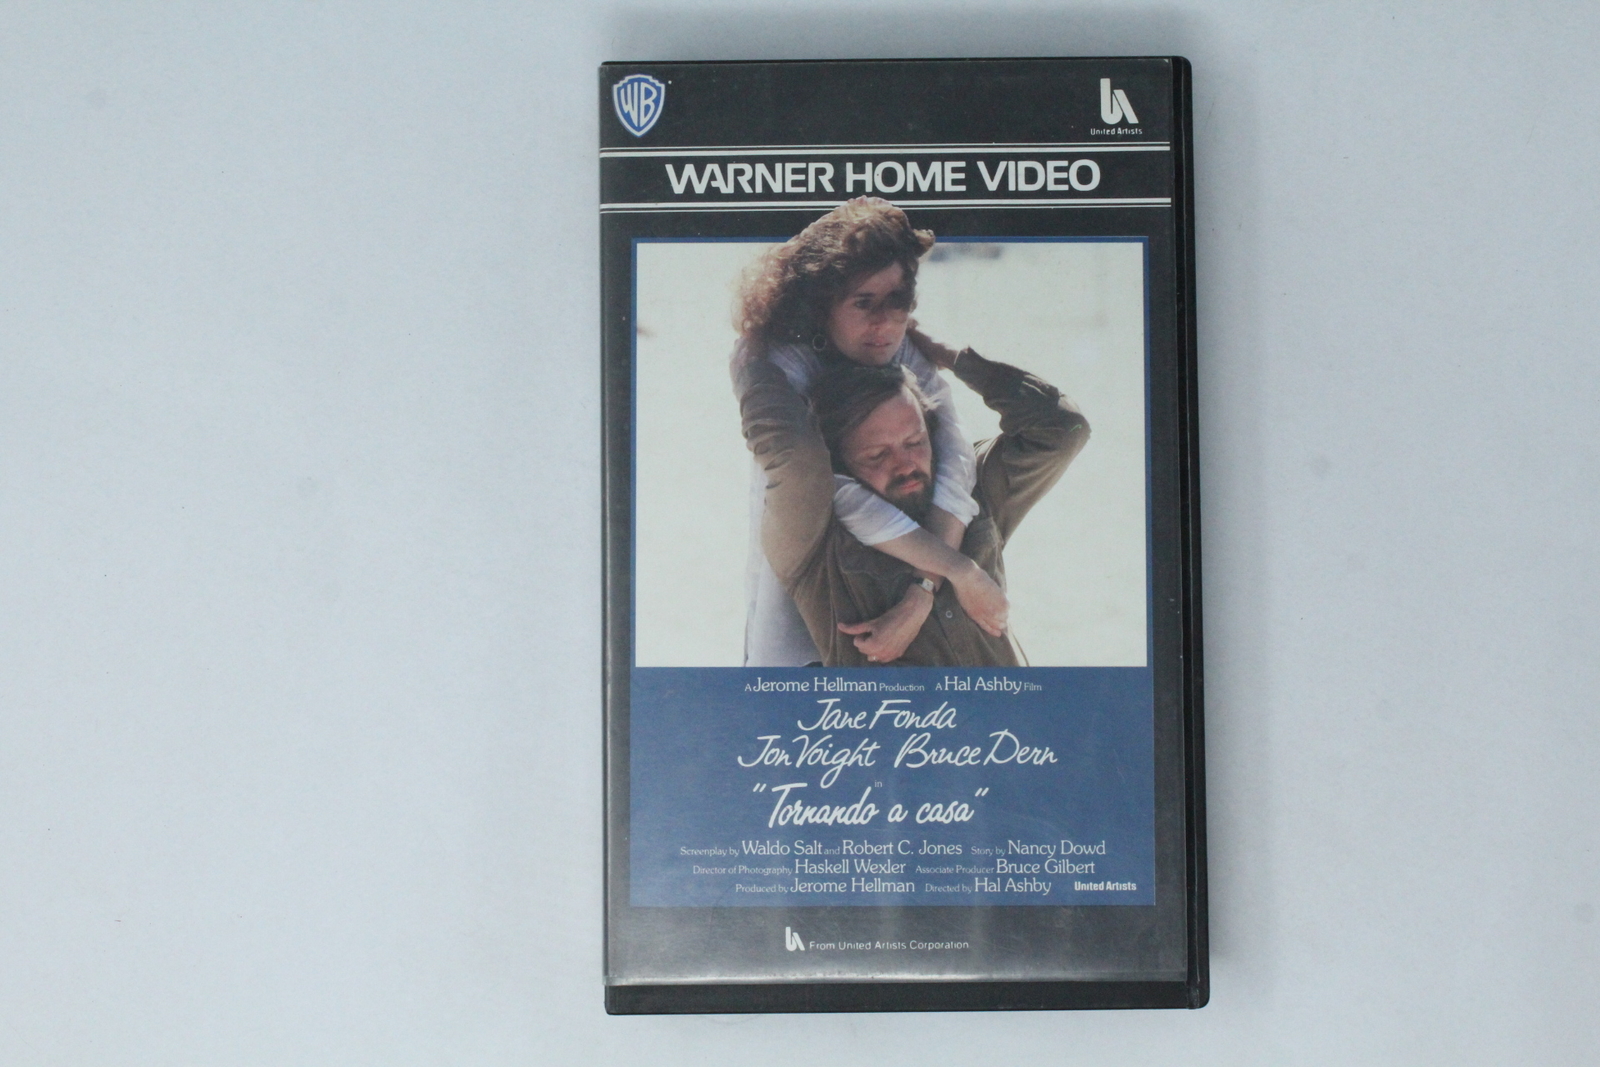 WB
United Artists
WARNER HOME VIDEO
A Jerome Hellman Production A Hal Ashby Film
Jane Fonda
Jon Voight Bruce Dern
in
"Tornando a casa"
Screenplay by Waldo Salt and Robert C. Jones Story by Nancy Dowd
Director of Photography Haskell Wexler Associate Producer Bruce Gilbert
Produced by Jerome Hellman Directed by Hal Ashby United Artists
From United Artists Corporation